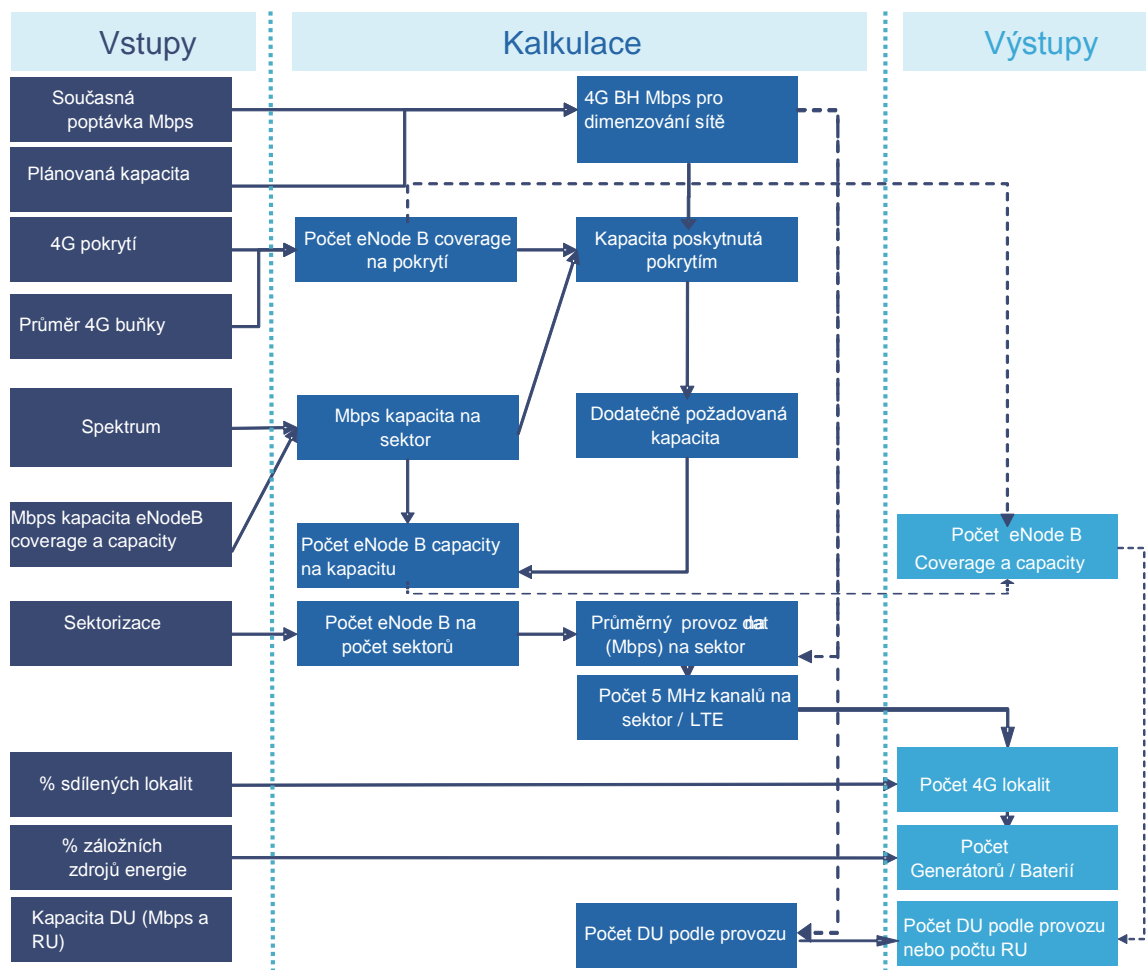 Vstupy
Kalkulace
Výstupy
Současná
poptávka Mbps
4G BH Mbps pro
dimenzování sítě
Plánovaná kapacita
4G pokrytí
Počet eNode B coverage
na pokrytí
Kapacita poskytnutá
pokrytím
Průměr 4G buňky
Spektrum
Mbps kapacita na
sektor
Dodatečně požadovaná
kapacita
Mbps kapacita eNodeB
coverage a capacity
Počet eNode B capacity
na kapacitu
Počet eNode B
Coverage a capacity
Sektorizace
Počet eNode B na
počet sektorů
Průměrný provoz
(Mbps) na sektor
Počet 5 MHz kanálů na
sektor / LTE
% sdílených lokalit
Počet 4G lokalit
% záložních
zdrojů energie
Počet
Generátorů / Baterií
Kapacita DU (Mbps a
RU)
Počet DU podle provozu
Počet DU podle provozu
nebo počtu RU